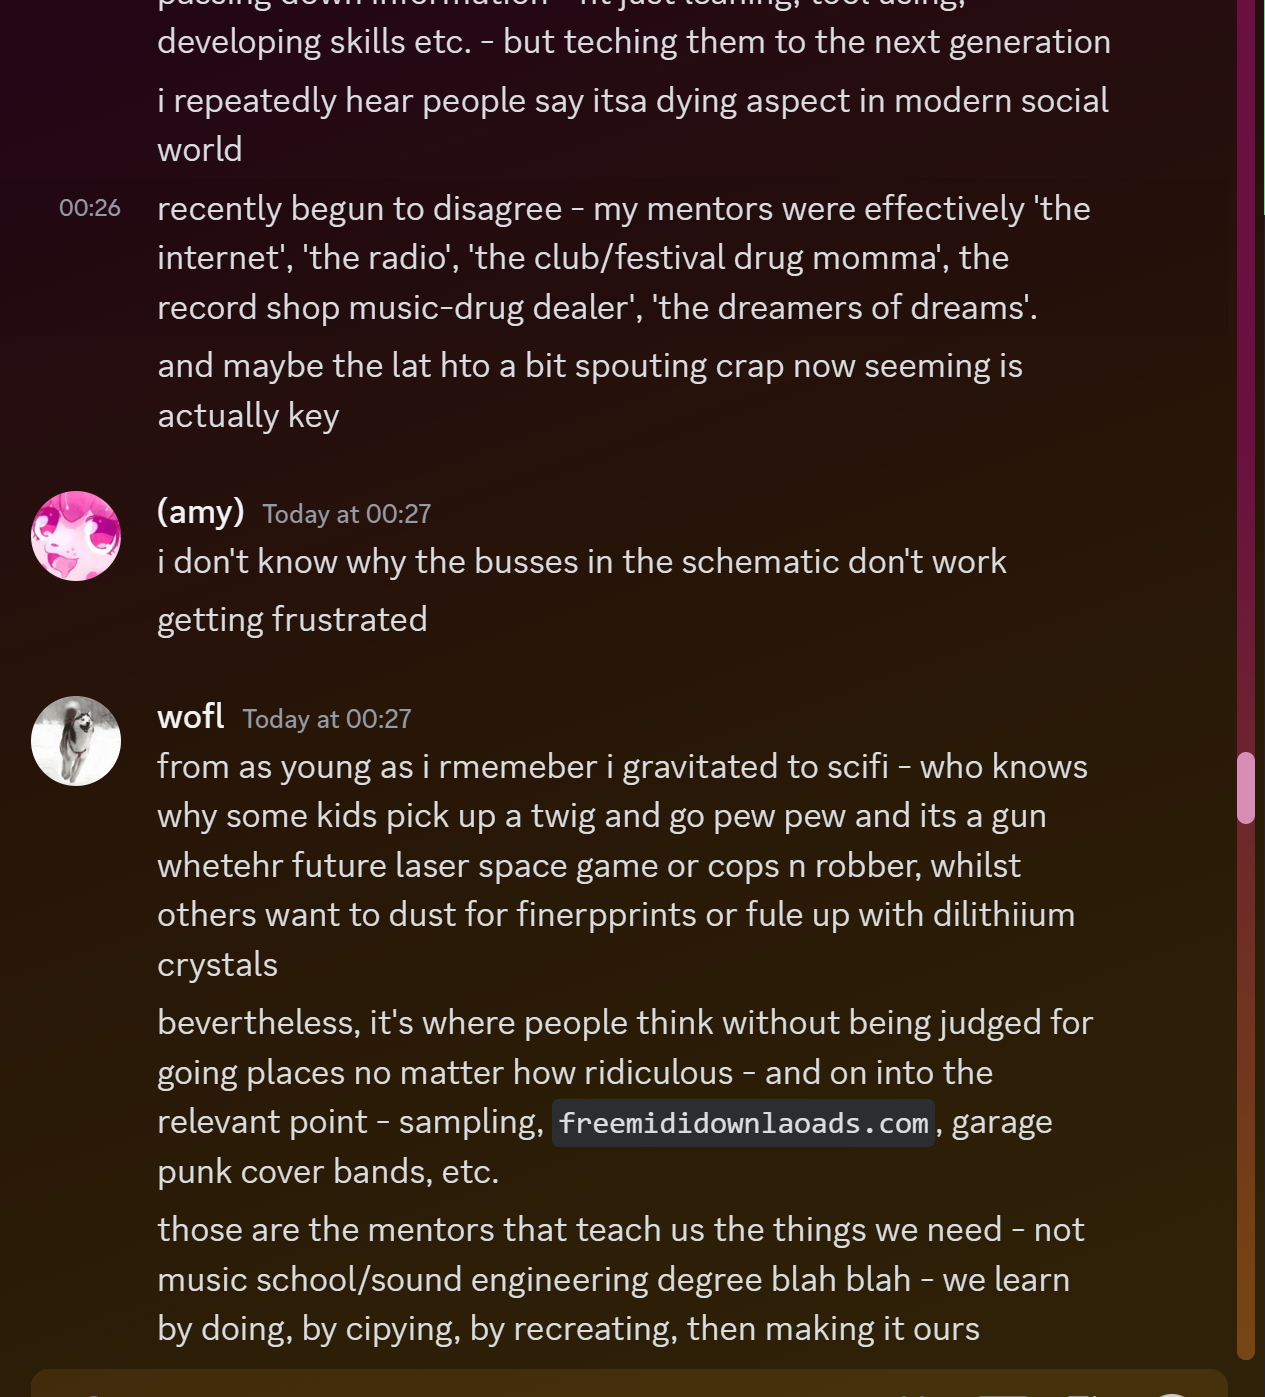 passing down information - nt just leaning, tool using,
developing skills etc. - but teching them to the next generation
i repeatedly hear people say itsa dying aspect in modern social
world
00:26 recently begun to disagree - my mentors were effectively 'the
internet', 'the radio', 'the club/festival drug momma', the
record shop music-drug dealer', 'the dreamers of dreams'.
and maybe the lat hto a bit spouting crap now seeming is
actually key
(amy) Today at 00:27
i don't know why the busses in the schematic don't work
getting frustrated
wofl Today at 00:27
from as young as i rmemeber i gravitated to scifi - who knows
why some kids pick up a twig and go pew pew and its a gun
whetehr future laser space game or cops n robber, whilst
others want to dust for finerpprints or fule up with dilithiium
crystals
bevertheless, it's where people think without being judged for
going places no matter how ridiculous - and on into the
relevant point - sampling, freemididownlaoads.com, garage
punk cover bands, etc.
those are the mentors that teach us the things we need - not
music school/sound engineering degree blah blah - we learn
by doing, by cipying, by recreating, then making it ours